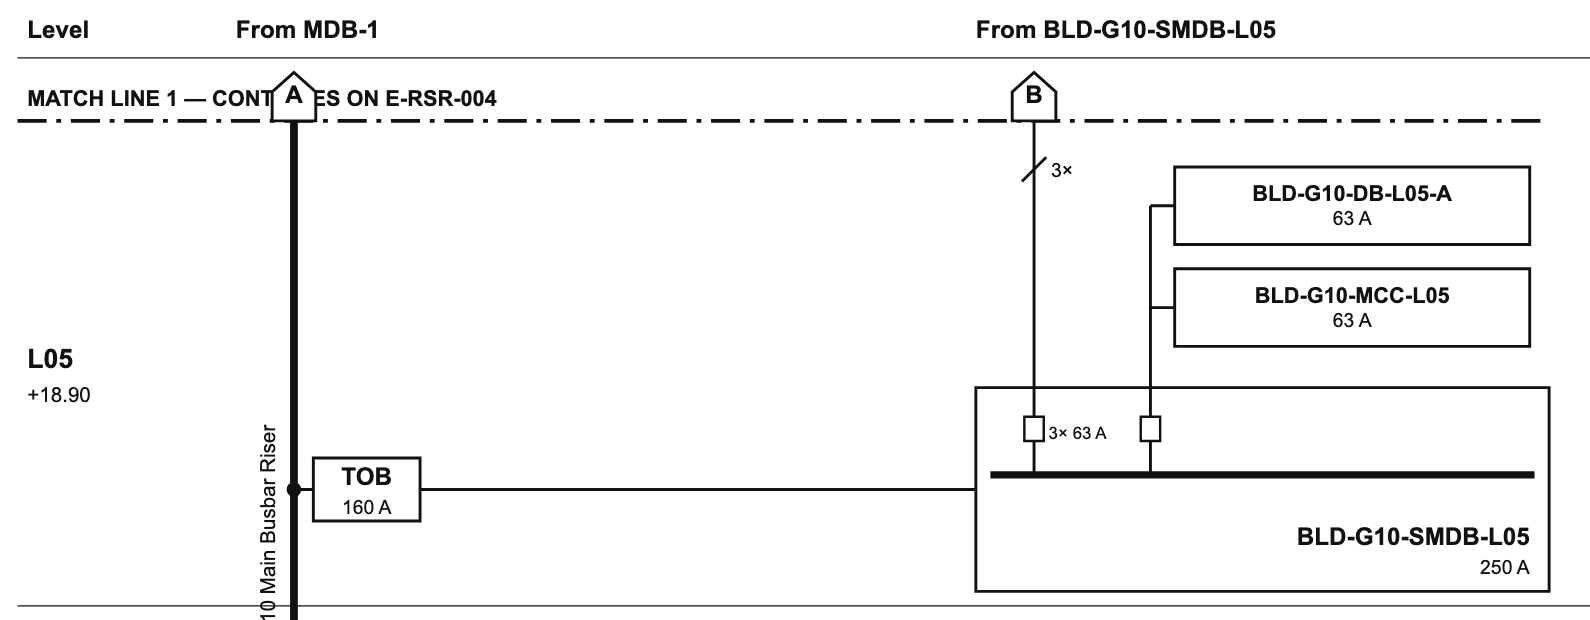 Level
From MDB-1
From BLD-G10-SMDB-L05
MATCH LINE 1 — ES ON E-RSR-004
A
B
3×
BLD-G10-DB-L05-A
63 A
BLD-G10-MCC-L05
63 A
L05
+18.90
3× 63 A
TOB
160 A
10 Main Busbar Riser
BLD-G10-SMDB-L05
250 A